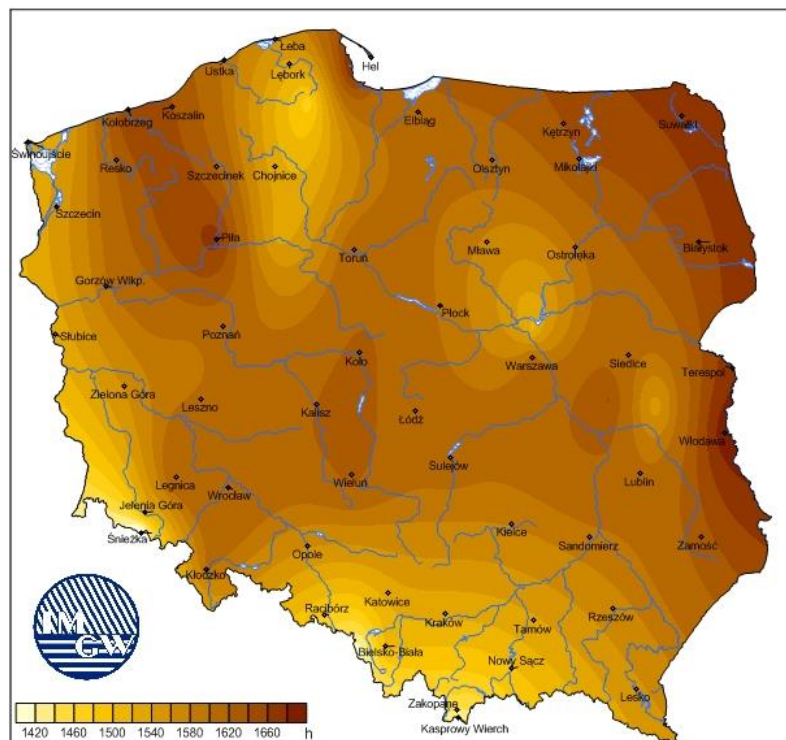 Łeba
Hel
Ustka
Lębork
Koszalin
Kołobrzeg
Elbląg
Kętrzyn
Suwałki
Świnoujście
Resko
Szczecinek
Chojnice
Olsztyn
Mikołajki
Szczecin
Piła
Toruń
Mława
Ostrołęka
Białystok
Gorzów Wlkp.
Płock
Słubice
Poznań
Koło
Warszawa
Siedlce
Terespol
Zielona Góra
Leszno
Kalisz
Łódź
Włodawa
Sulejów
Legnica
Wrocław
Wieluń
Lublin
Jelenia Góra
Śnieżka
Opole
Kielce
Sandomierz
Zamość
Kłodzko
Racibórz
Katowice
Kraków
Tarnów
Rzeszów
Bielsko-Biała
Nowy Sącz
Lesko
Zakopane
Kasprowy Wierch
IM
GW
1420 1460 1500 1540 1580 1620 1660 h